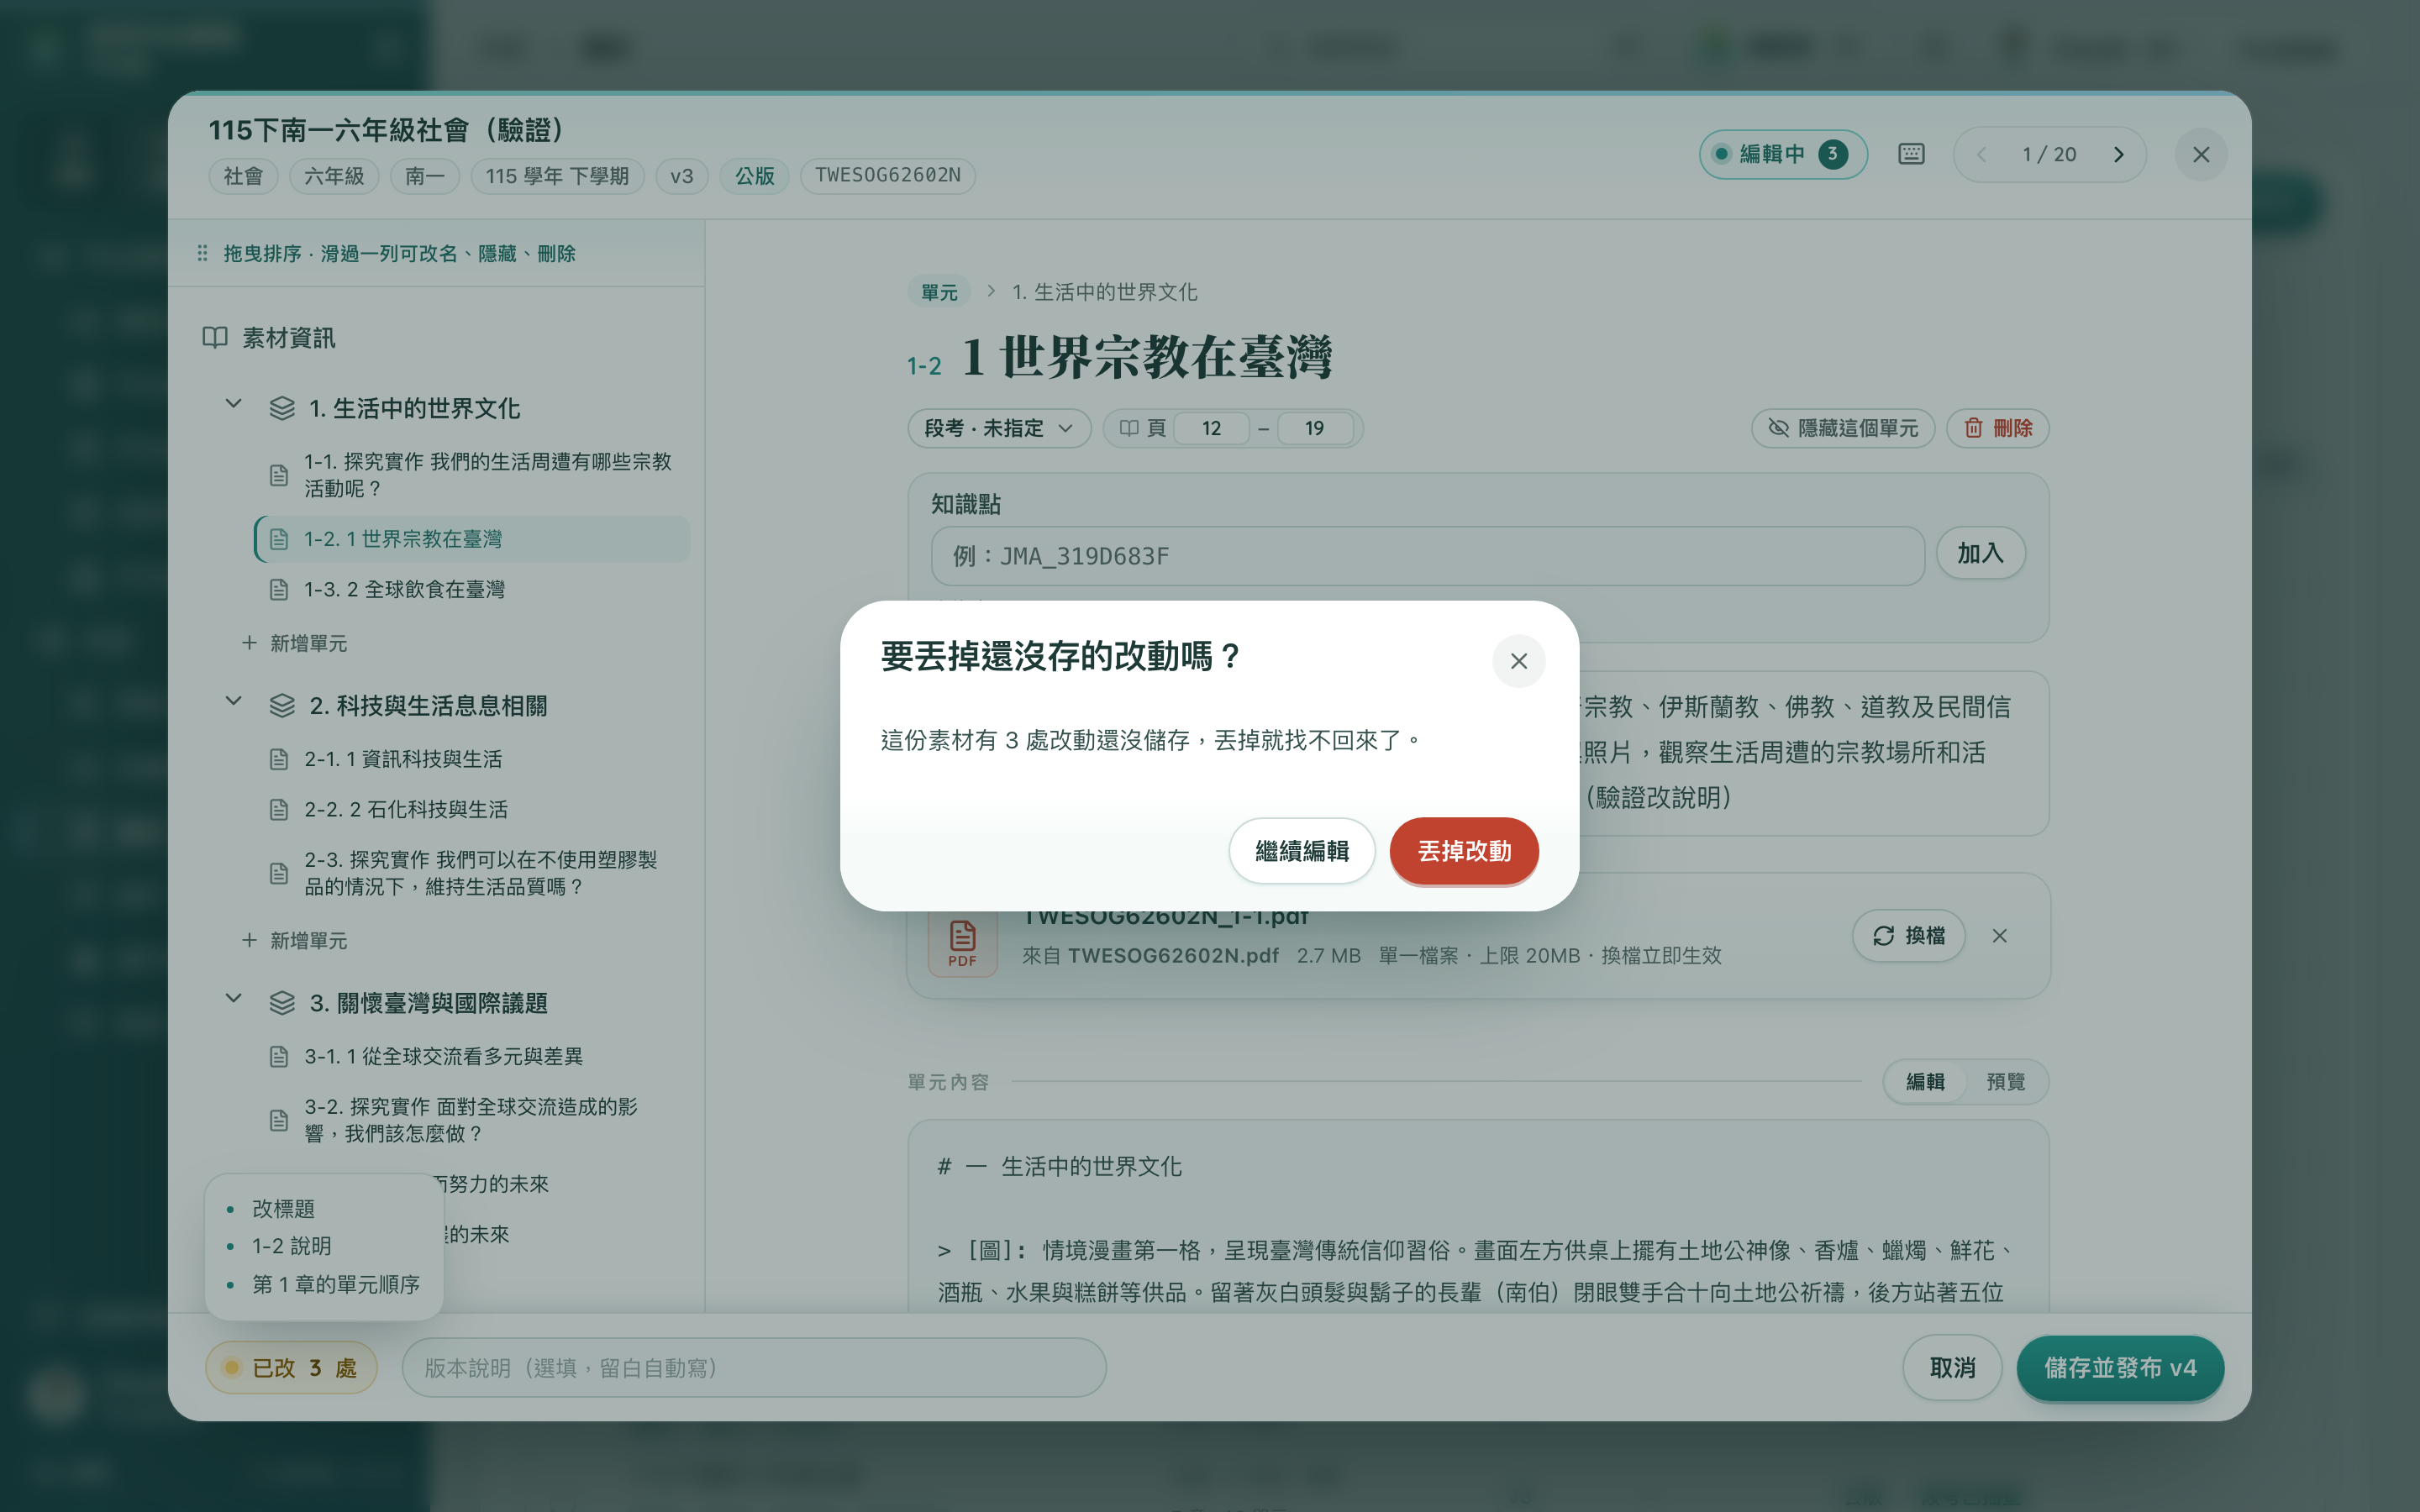 115下南一六年級社會（驗證）
社會 六年級 南一 115 學年 下學期 v3 公版 TWESOG62602N
編輯中 3
1 / 20
拖曳排序 · 滑過一列可改名、隱藏、刪除
素材資訊
1. 生活中的世界文化
1-1. 探究實作 我們的生活周遭有哪些宗教
活動呢？
1-2. 1 世界宗教在臺灣
1-3. 2 全球飲食在臺灣
新增單元
2. 科技與生活息息相關
2-1. 1 資訊科技與生活
2-2. 2 石化科技與生活
2-3. 探究實作 我們可以在不使用塑膠製
品的情況下，維持生活品質嗎？
新增單元
3. 關懷臺灣與國際議題
3-1. 1 從全球交流看多元與差異
3-2. 探究實作 面對全球交流造成的影
響，我們該怎麼做？
努力的未來
的未來
改標題
1-2 說明
第 1 章的單元順序
單元 1. 生活中的世界文化
1-2 1 世界宗教在臺灣
段考 · 未指定 頁 12 – 19 隱藏這個單元 刪除
知識點
例：JMA_319D683F 加入
要丟掉還沒存的改動嗎？
這份素材有 3 處改動還沒儲存，丟掉就找不回來了。
繼續編輯 丟掉改動
宗教、伊斯蘭教、佛教、道教及民間信
照片，觀察生活周遭的宗教場所和活
（驗證改說明）
TWESOG62602N_1-1.pdf
PDF 來自 TWESOG62602N.pdf 2.7 MB 單一檔案 · 上限 20MB · 換檔立即生效
換檔
單元內容 編輯 預覽
# 一 生活中的世界文化
> [圖]: 情境漫畫第一格，呈現臺灣傳統信仰習俗。畫面左方供桌上擺有土地公神像、香爐、蠟燭、鮮花、
酒瓶、水果與糕餅等供品。留著灰白頭髮與鬍子的長輩（南伯）閉眼雙手合十向土地公祈禱，後方站著五位
已改 3 處 版本說明（選填，留白自動寫） 取消 儲存並發布 v4